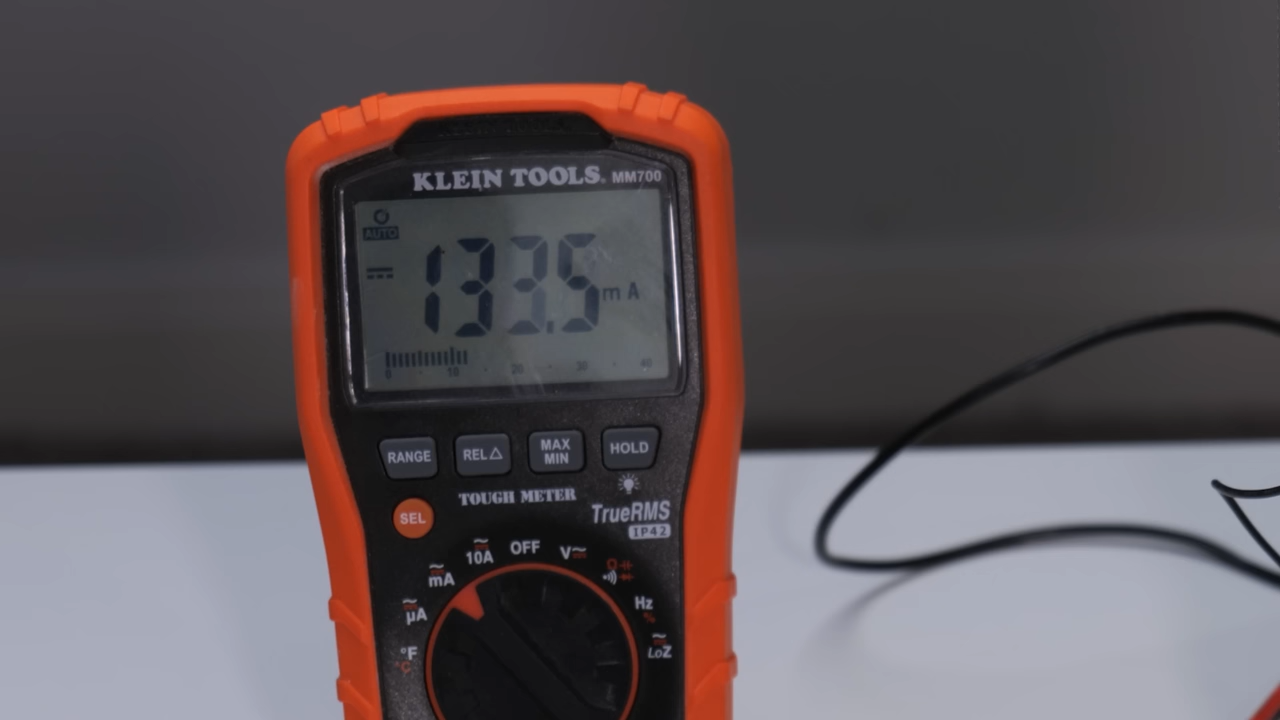 KLEIN TOOLS® MM700
AUTO
133.5 mA
0 10 20 30 40
RANGE REL△ MAX MIN HOLD
SEL TOUGH METER
TrueRMS
IP42
mA 10A OFF V
µA Hz %
°F °C LoZ